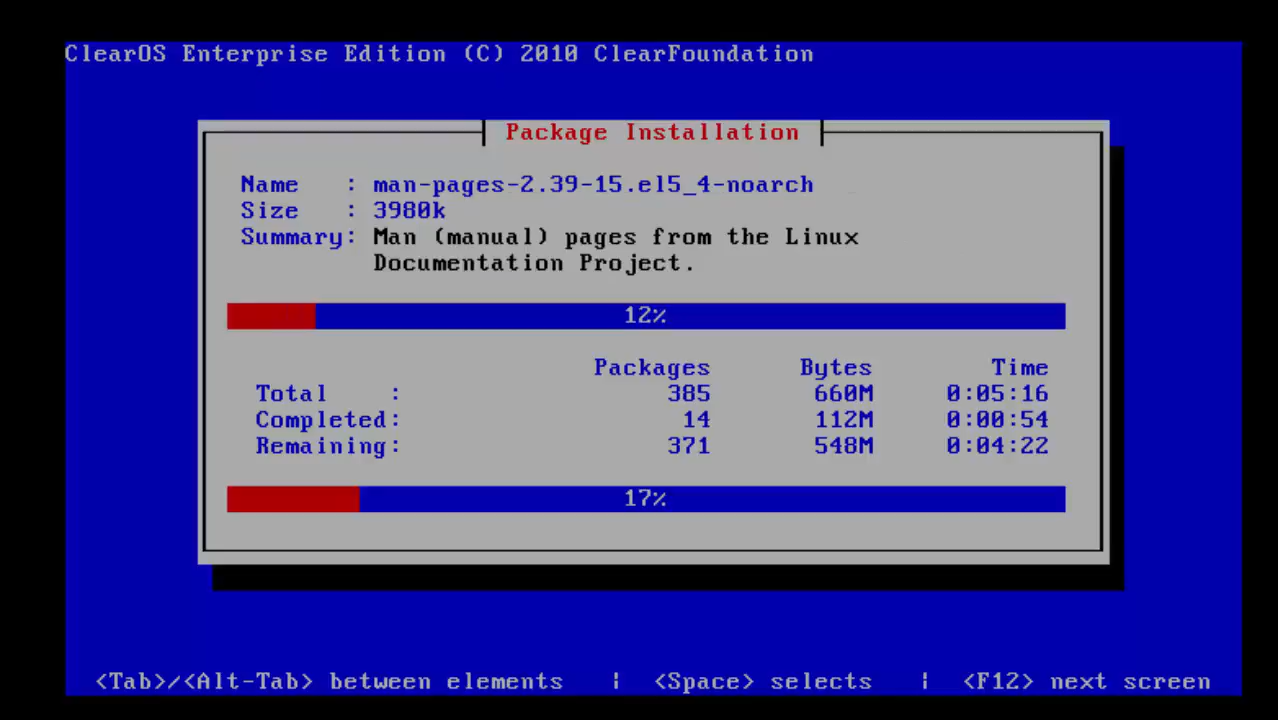 ClearOS Enterprise Edition (C) 2010 ClearFoundation
Package Installation
Name : man-pages-2.39-15.el5_4-noarch
Size : 3980k
Summary: Man (manual) pages from the Linux
Documentation Project.
12%
Packages Bytes Time
Total : 385 660M 0:05:16
Completed: 14 112M 0:00:54
Remaining: 371 548M 0:04:22
17%
<Tab>/<Alt-Tab> between elements | <Space> selects | <F12> next screen